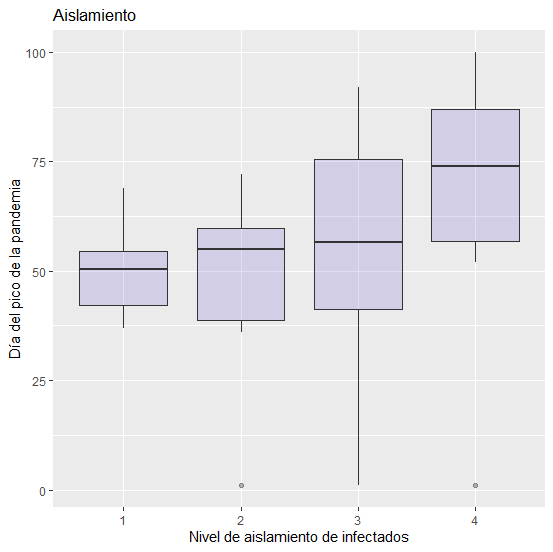 Aislamiento
Día del pico de la pandemia
100
75
50
25
0
1 2 3 4
Nivel de aislamiento de infectados